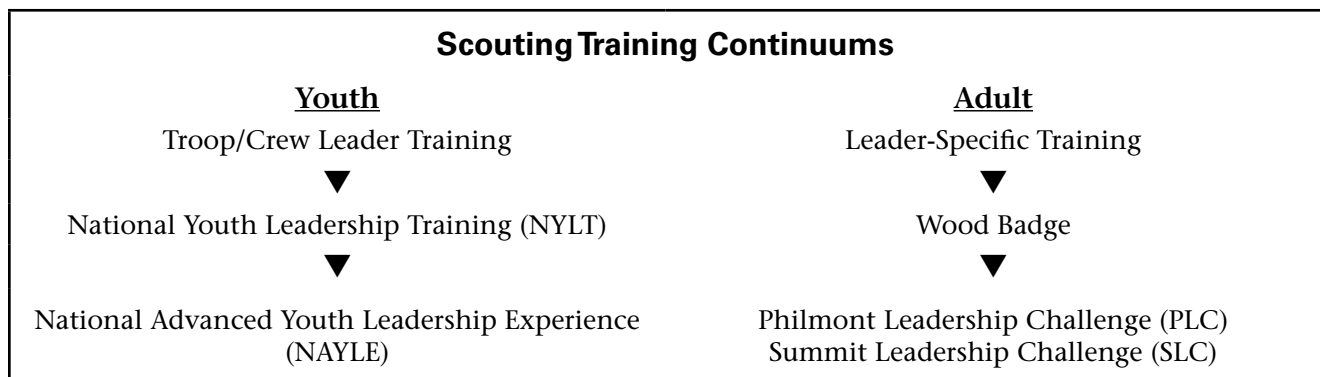 Scouting Training Continuums
Youth
Troop/Crew Leader Training
National Youth Leadership Training (NYLT)
National Advanced Youth Leadership Experience
(NAYLE)
Adult
Leader-Specific Training
Wood Badge
Philmont Leadership Challenge (PLC)
Summit Leadership Challenge (SLC)